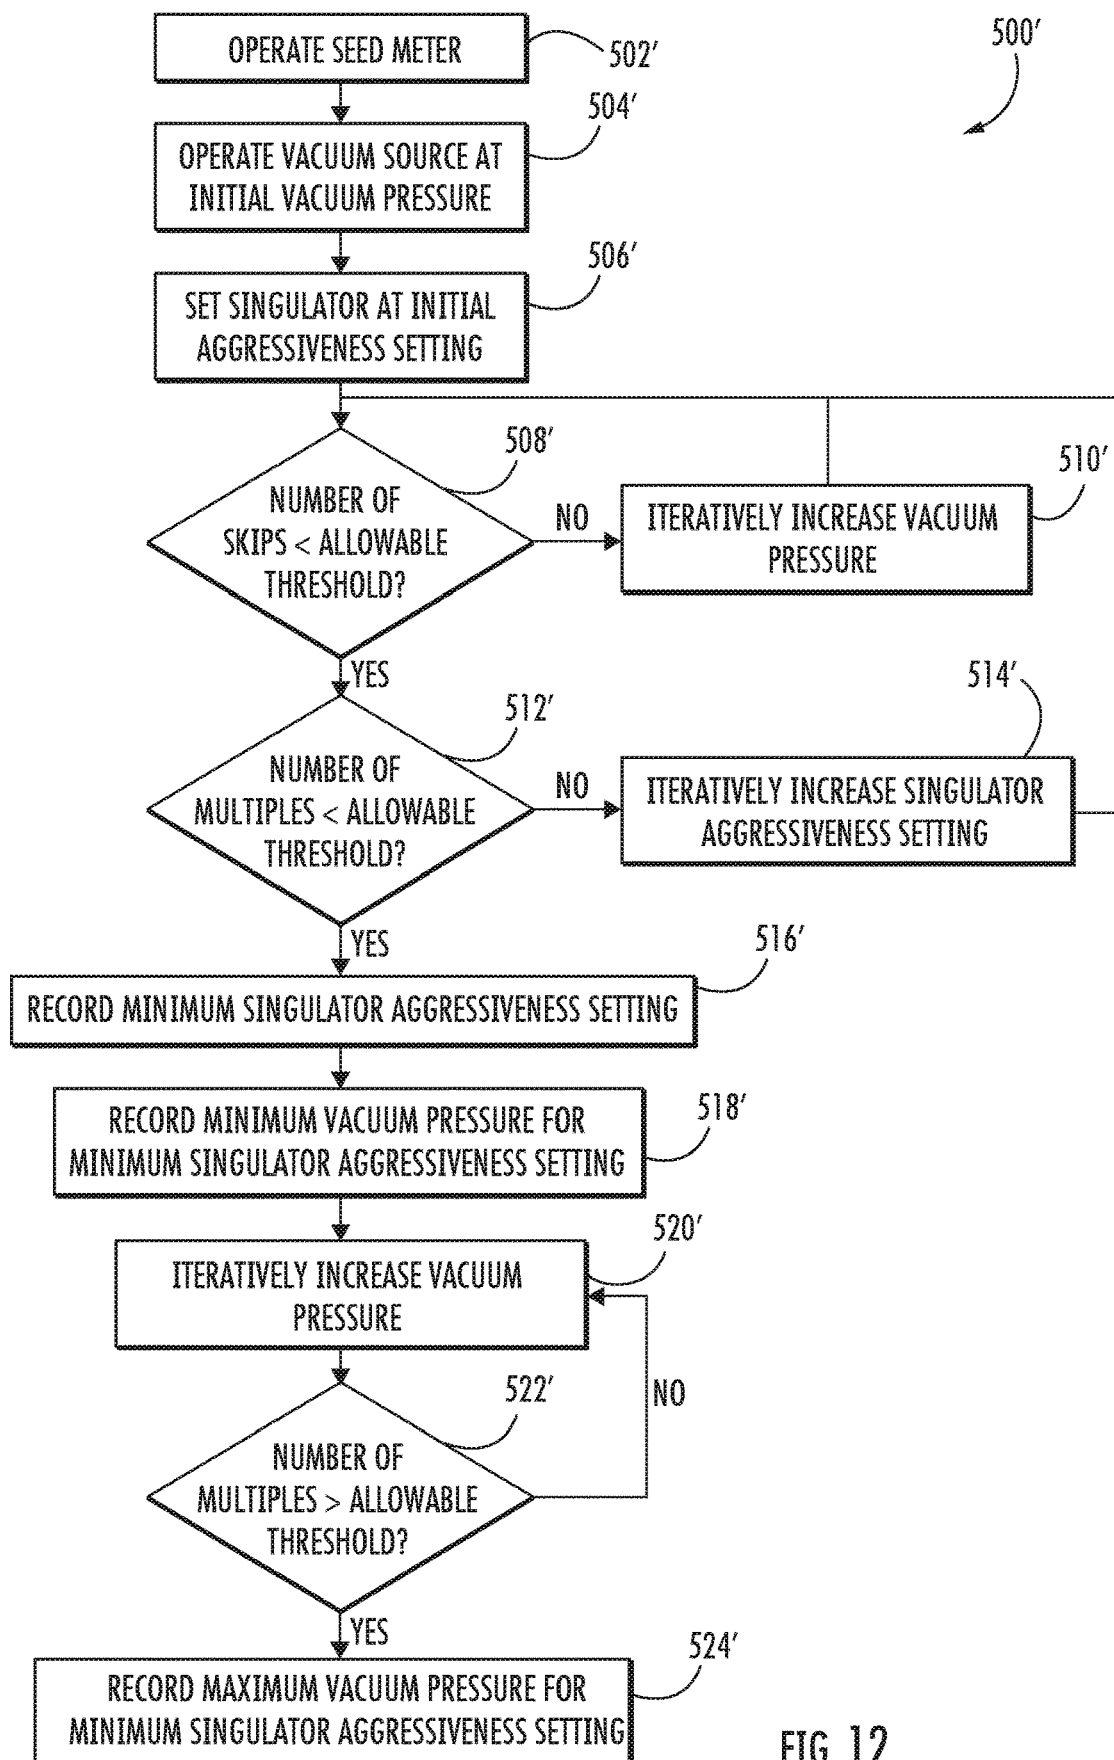 OPERATE SEED METER
502'
500'
504'
OPERATE VACUUM SOURCE AT
INITIAL VACUUM PRESSURE
506'
SET SINGULATOR AT INITIAL
AGGRESSIVENESS SETTING
508'
NUMBER OF
SKIPS < ALLOWABLE
THRESHOLD?
NO
510'
ITERATIVELY INCREASE VACUUM
PRESSURE
YES
512'
NUMBER OF
MULTIPLES < ALLOWABLE
THRESHOLD?
NO
514'
ITERATIVELY INCREASE SINGULATOR
AGGRESSIVENESS SETTING
YES
516'
RECORD MINIMUM SINGULATOR AGGRESSIVENESS SETTING
RECORD MINIMUM VACUUM PRESSURE FOR
MINIMUM SINGULATOR AGGRESSIVENESS SETTING
518'
520'
ITERATIVELY INCREASE VACUUM
PRESSURE
522'
NO
NUMBER OF
MULTIPLES > ALLOWABLE
THRESHOLD?
YES
524'
RECORD MAXIMUM VACUUM PRESSURE FOR
MINIMUM SINGULATOR AGGRESSIVENESS SETTING
FIG. 12